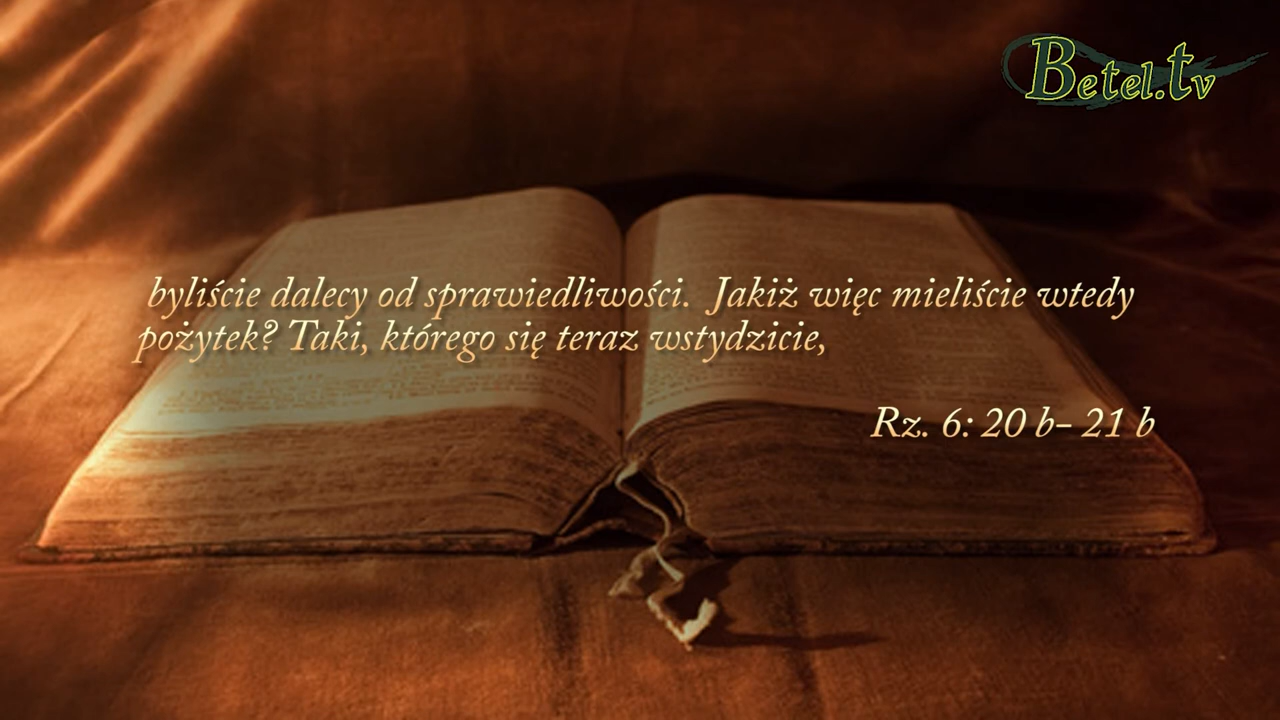 Betel.tv
byliście dalecy od sprawiedliwości. Jakiż więc mieliście wtedy
pożytek? Taki, którego się teraz wstydzicie,
Rz. 6: 20 b- 21 b